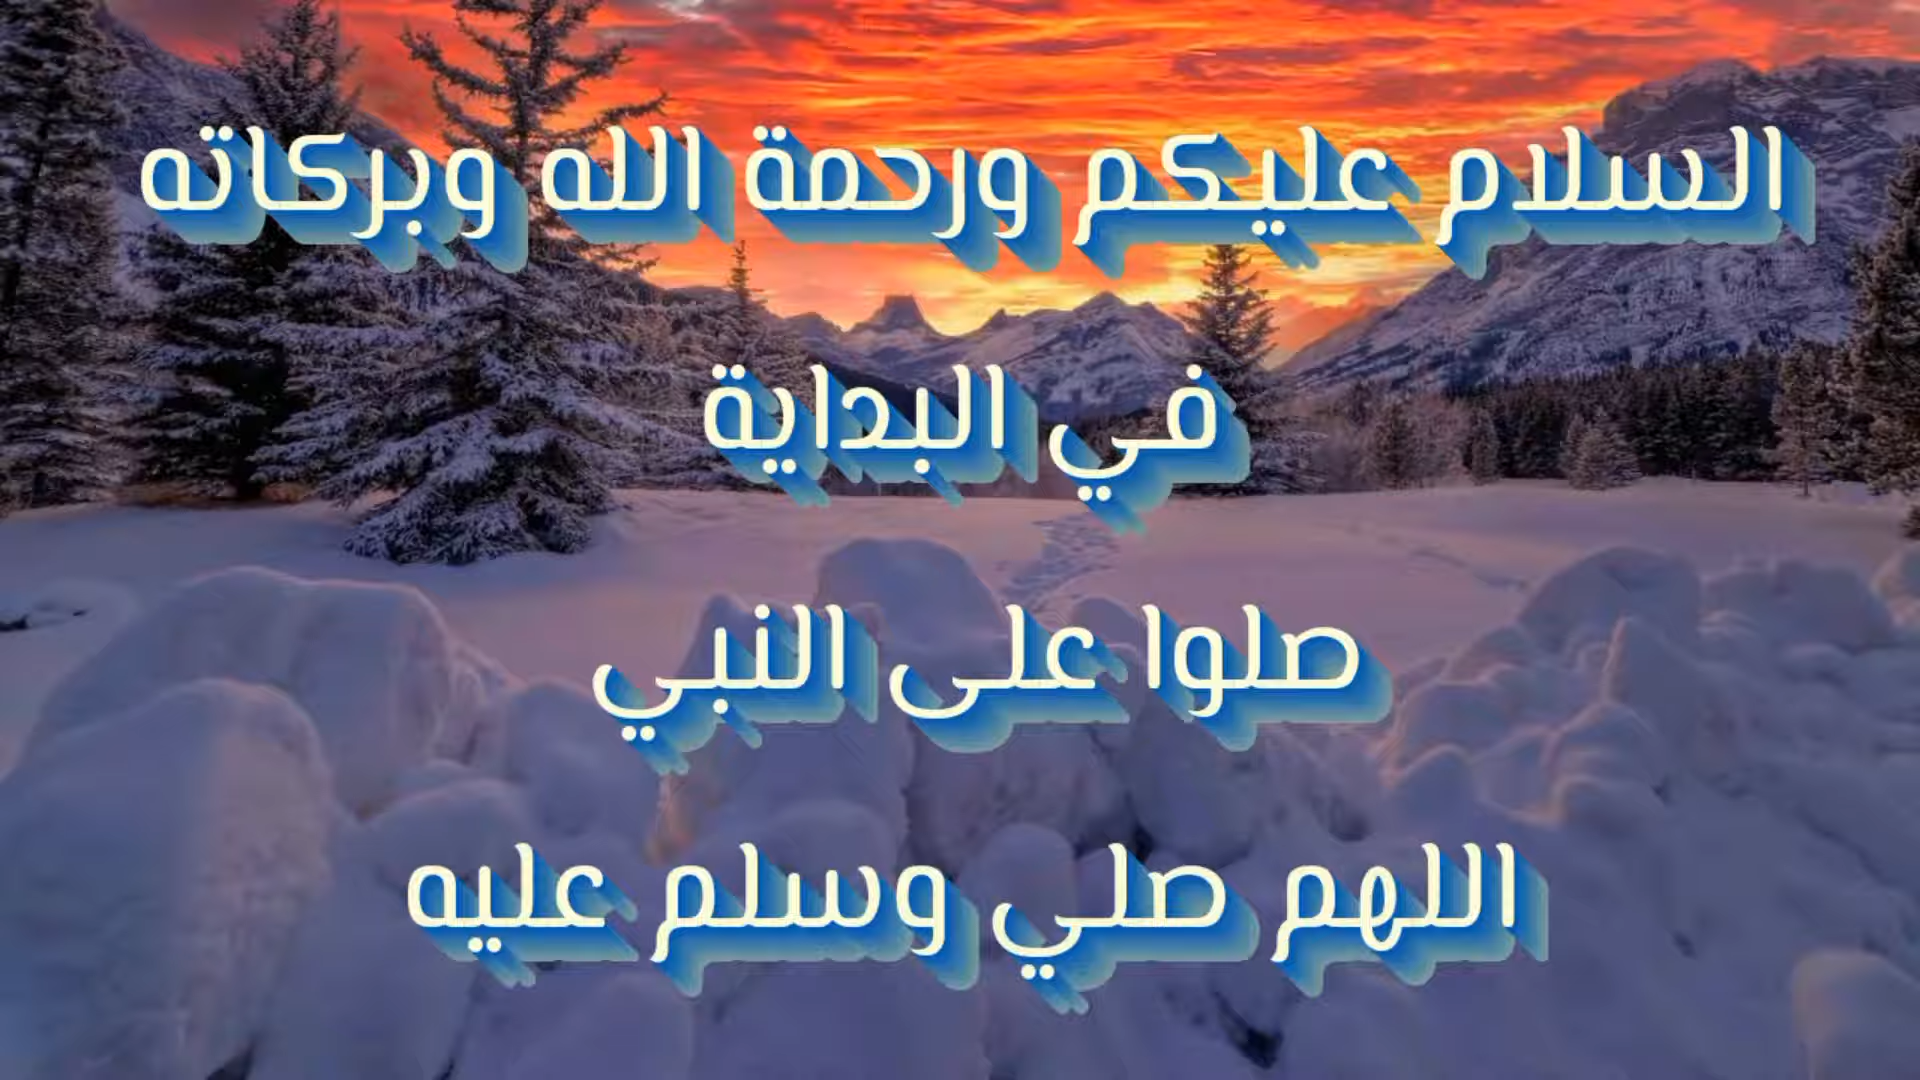 السلام عليكم ورحمة الله وبركاته
في البداية
صلوا على النبي
اللهم صلي وسلم عليه